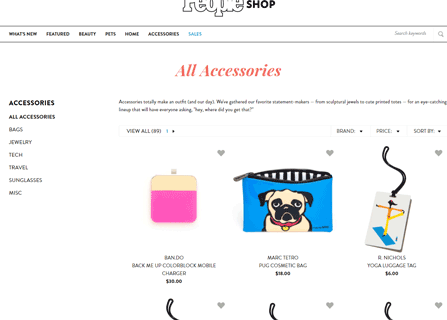 People SHOP
WHAT'S NEW FEATURED BEAUTY PETS HOME ACCESSORIES SALES Search keywords
All Accessories
ACCESSORIES
ALL ACCESSORIES
BAGS
JEWELRY
TECH
TRAVEL
SUNGLASSES
MISC
Accessories totally make an outfit (and our day). We've gathered our favorite statement-makers — from sculptural jewels to cute printed totes — for an eye-catching
lineup that will have everyone asking, "hey, where did you get that?"
VIEW ALL (89) 1 BRAND: PRICE: SORT BY:
BAN.DO
BACK ME UP COLORBLOCK MOBILE
CHARGER
$30.00
MARC TETRO
PUG COSMETIC BAG
$18.00
R. NICHOLS
YOGA LUGGAGE TAG
$6.00